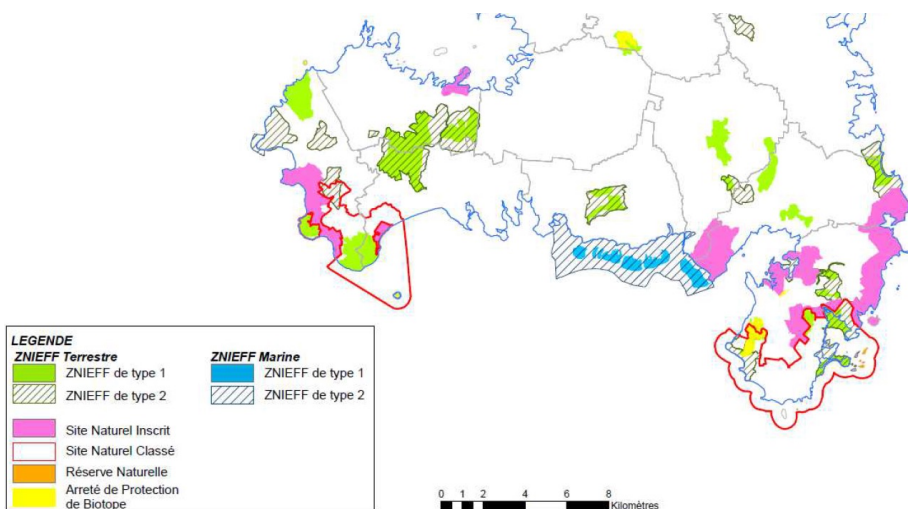 LEGENDE
ZNIEFF Terrestre
ZNIEFF de type 1
ZNIEFF de type 2
Site Naturel Inscrit
Site Naturel Classé
Réserve Naturelle
Arreté de Protection
de Biotope
ZNIEFF Marine
ZNIEFF de type 1
ZNIEFF de type 2
0 1 2 4 6 8
Kilomètres